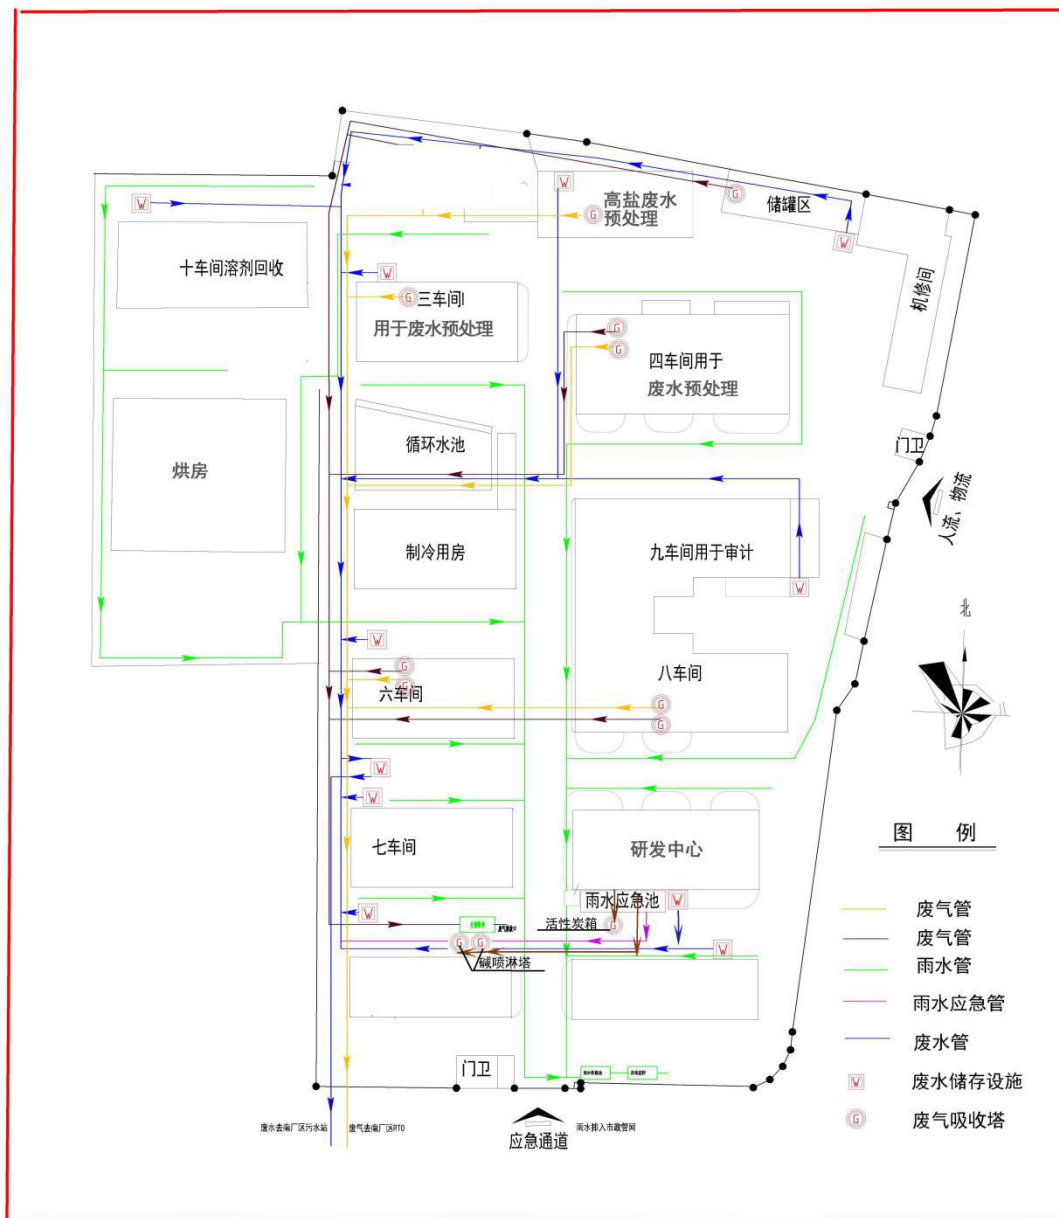 W
高盐废水
预处理
G
W
G
储罐区
W
十车间溶剂回收
机修间
W
G
三车间
用于废水预处理
G
G
四车间用于
废水预处理
循环水池
门卫
烘房
人流、物流
制冷用房
九车间用于审计
W
北
W
G
G
六车间
八车间
G
G
W
W
七车间
研发中心
图 例
废气管
废气管
雨水管
雨水应急管
废水管
W 废水储存设施
G 废气吸收塔
雨水应急池
W
W
活性炭箱
G
G
G
碱喷淋塔
W
门卫
废水去南厂区污水站
废气去南厂区RTO
应急通道
雨水排入市政管网